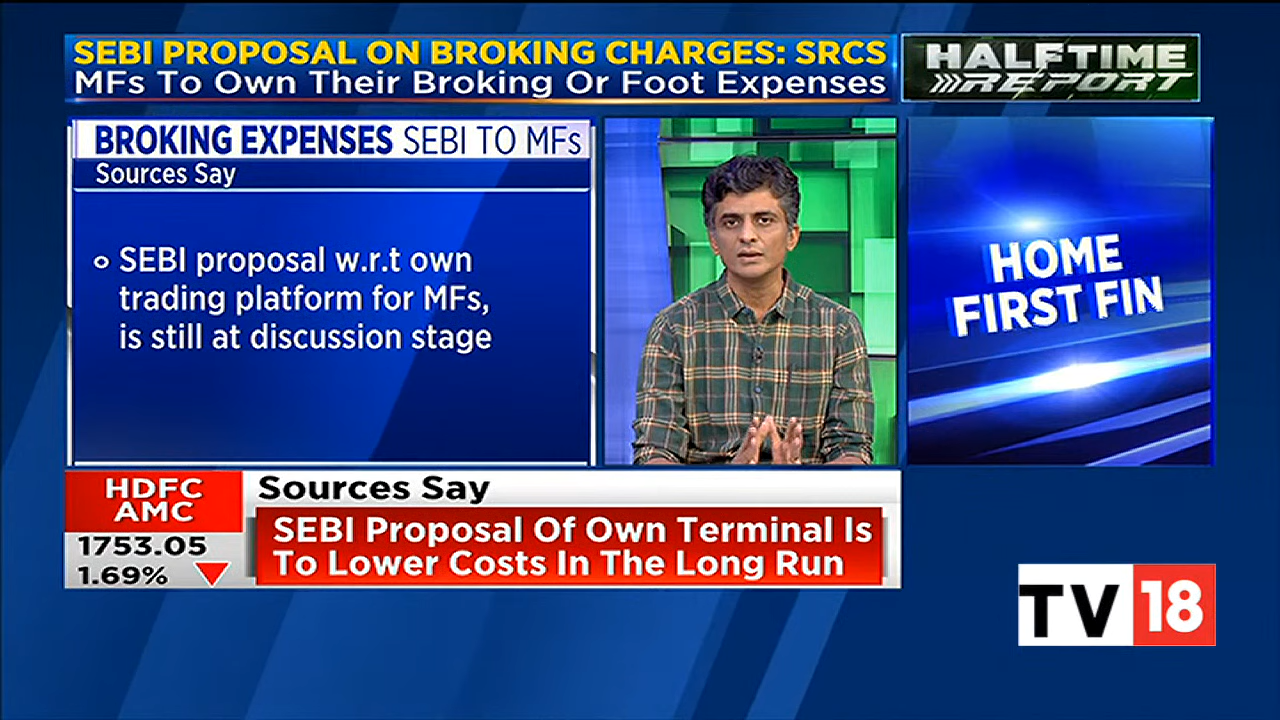 SEBI PROPOSAL ON BROKING CHARGES: SRCS
MFs To Own Their Broking Or Foot Expenses
HALFTIME
REPORT
BROKING EXPENSES SEBI TO MFs
Sources Say
SEBI proposal w.r.t own
trading platform for MFs,
is still at discussion stage
HOME
FIRST FIN
HDFC
AMC
1753.05
1.69%
Sources Say
SEBI Proposal Of Own Terminal Is
To Lower Costs In The Long Run
TV18